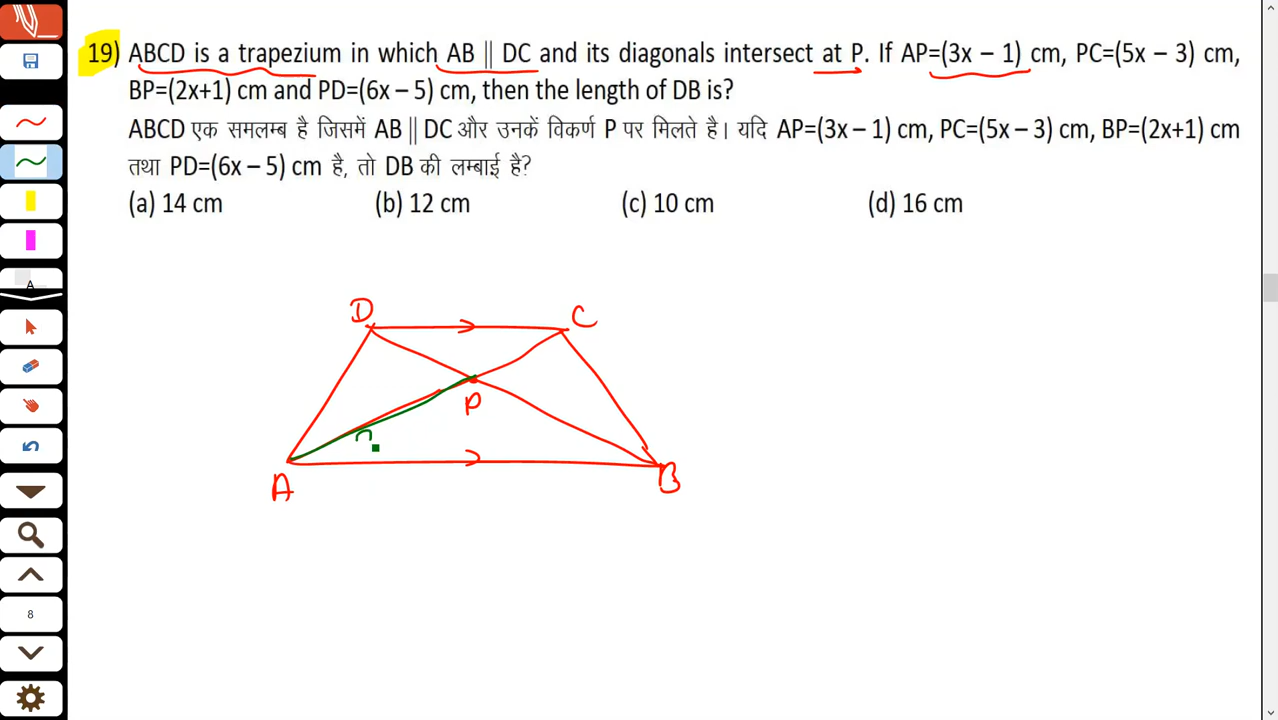 19) ABCD is a trapezium in which AB || DC and its diagonals intersect at P. If AP=(3x – 1) cm, PC=(5x – 3) cm,
BP=(2x+1) cm and PD=(6x – 5) cm, then the length of DB is?
ABCD एक समलम्ब है जिसमें AB || DC और उनकें विकर्ण P पर मिलते है। यदि AP=(3x – 1) cm, PC=(5x – 3) cm, BP=(2x+1) cm
तथा PD=(6x – 5) cm है, तो DB की लम्बाई है?
(a) 14 cm (b) 12 cm (c) 10 cm (d) 16 cm
A
D C
P
A B
8